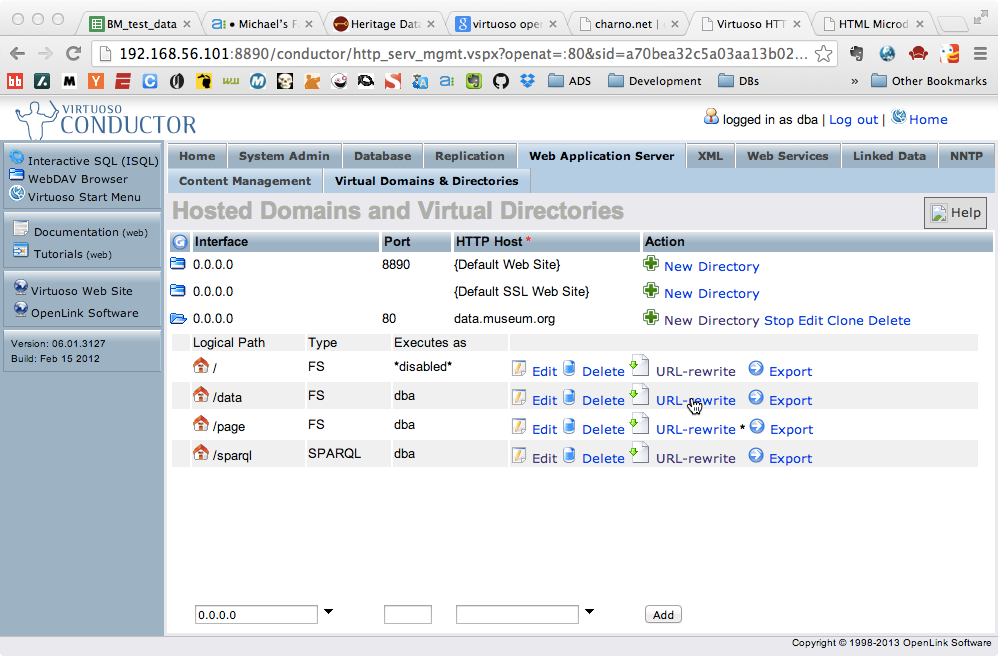 BM_test_data
a: • Michael's F
Heritage Data
virtuoso open
charno.net |
Virtuoso HTT
HTML Microd
192.168.56.101:8890/conductor/http_serv_mgmt.vspx?openat=:80&sid=a70bea32c5a03aa13b02...
ADS Development DBs » Other Bookmarks
VIRTUOSO
CONDUCTOR
logged in as dba | Log out | Home
Interactive SQL (ISQL)
WebDAV Browser
Virtuoso Start Menu
Documentation (web)
Tutorials (web)
Virtuoso Web Site
OpenLink Software
Version: 06.01.3127
Build: Feb 15 2012
Home System Admin Database Replication Web Application Server XML Web Services Linked Data NNTP
Content Management Virtual Domains & Directories
Hosted Domains and Virtual Directories Help
Interface Port HTTP Host * Action
0.0.0.0 8890 {Default Web Site} New Directory
0.0.0.0 {Default SSL Web Site} New Directory
0.0.0.0 80 data.museum.org New Directory Stop Edit Clone Delete
Logical Path Type Executes as
/ FS *disabled* Edit Delete URL-rewrite Export
/data FS dba Edit Delete URL-rewrite Export
/page FS dba Edit Delete URL-rewrite * Export
/sparql SPARQL dba Edit Delete URL-rewrite Export
0.0.0.0 Add
Copyright © 1998-2013 OpenLink Software